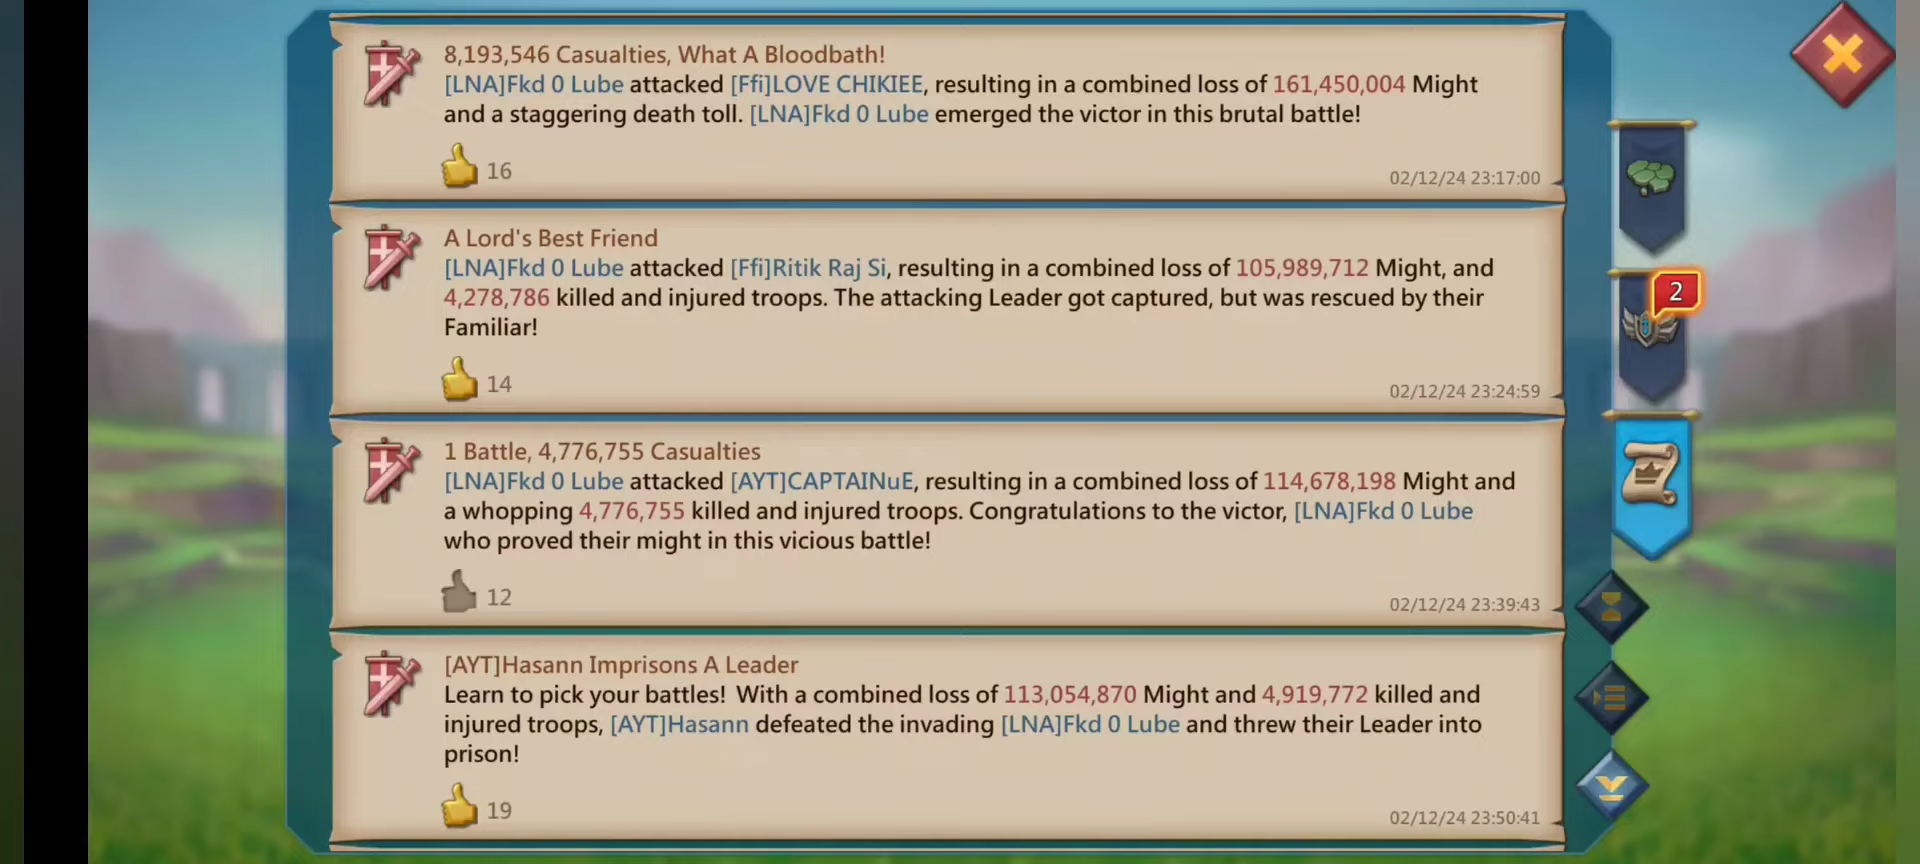 8,193,546 Casualties, What A Bloodbath!
[LNA]Fkd 0 Lube attacked [Ffi]LOVE CHIKIEE, resulting in a combined loss of 161,450,004 Might
and a staggering death toll. [LNA]Fkd 0 Lube emerged the victor in this brutal battle!
16
02/12/24 23:17:00
A Lord's Best Friend
[LNA]Fkd 0 Lube attacked [Ffi]Ritik Raj Si, resulting in a combined loss of 105,989,712 Might, and
4,278,786 killed and injured troops. The attacking Leader got captured, but was rescued by their
Familiar!
14
02/12/24 23:24:59
2
1 Battle, 4,776,755 Casualties
[LNA]Fkd 0 Lube attacked [AYT]CAPTAINuE, resulting in a combined loss of 114,678,198 Might and
a whopping 4,776,755 killed and injured troops. Congratulations to the victor, [LNA]Fkd 0 Lube
who proved their might in this vicious battle!
12
02/12/24 23:39:43
[AYT]Hasann Imprisons A Leader
Learn to pick your battles! With a combined loss of 113,054,870 Might and 4,919,772 killed and
injured troops, [AYT]Hasann defeated the invading [LNA]Fkd 0 Lube and threw their Leader into
prison!
19
02/12/24 23:50:41